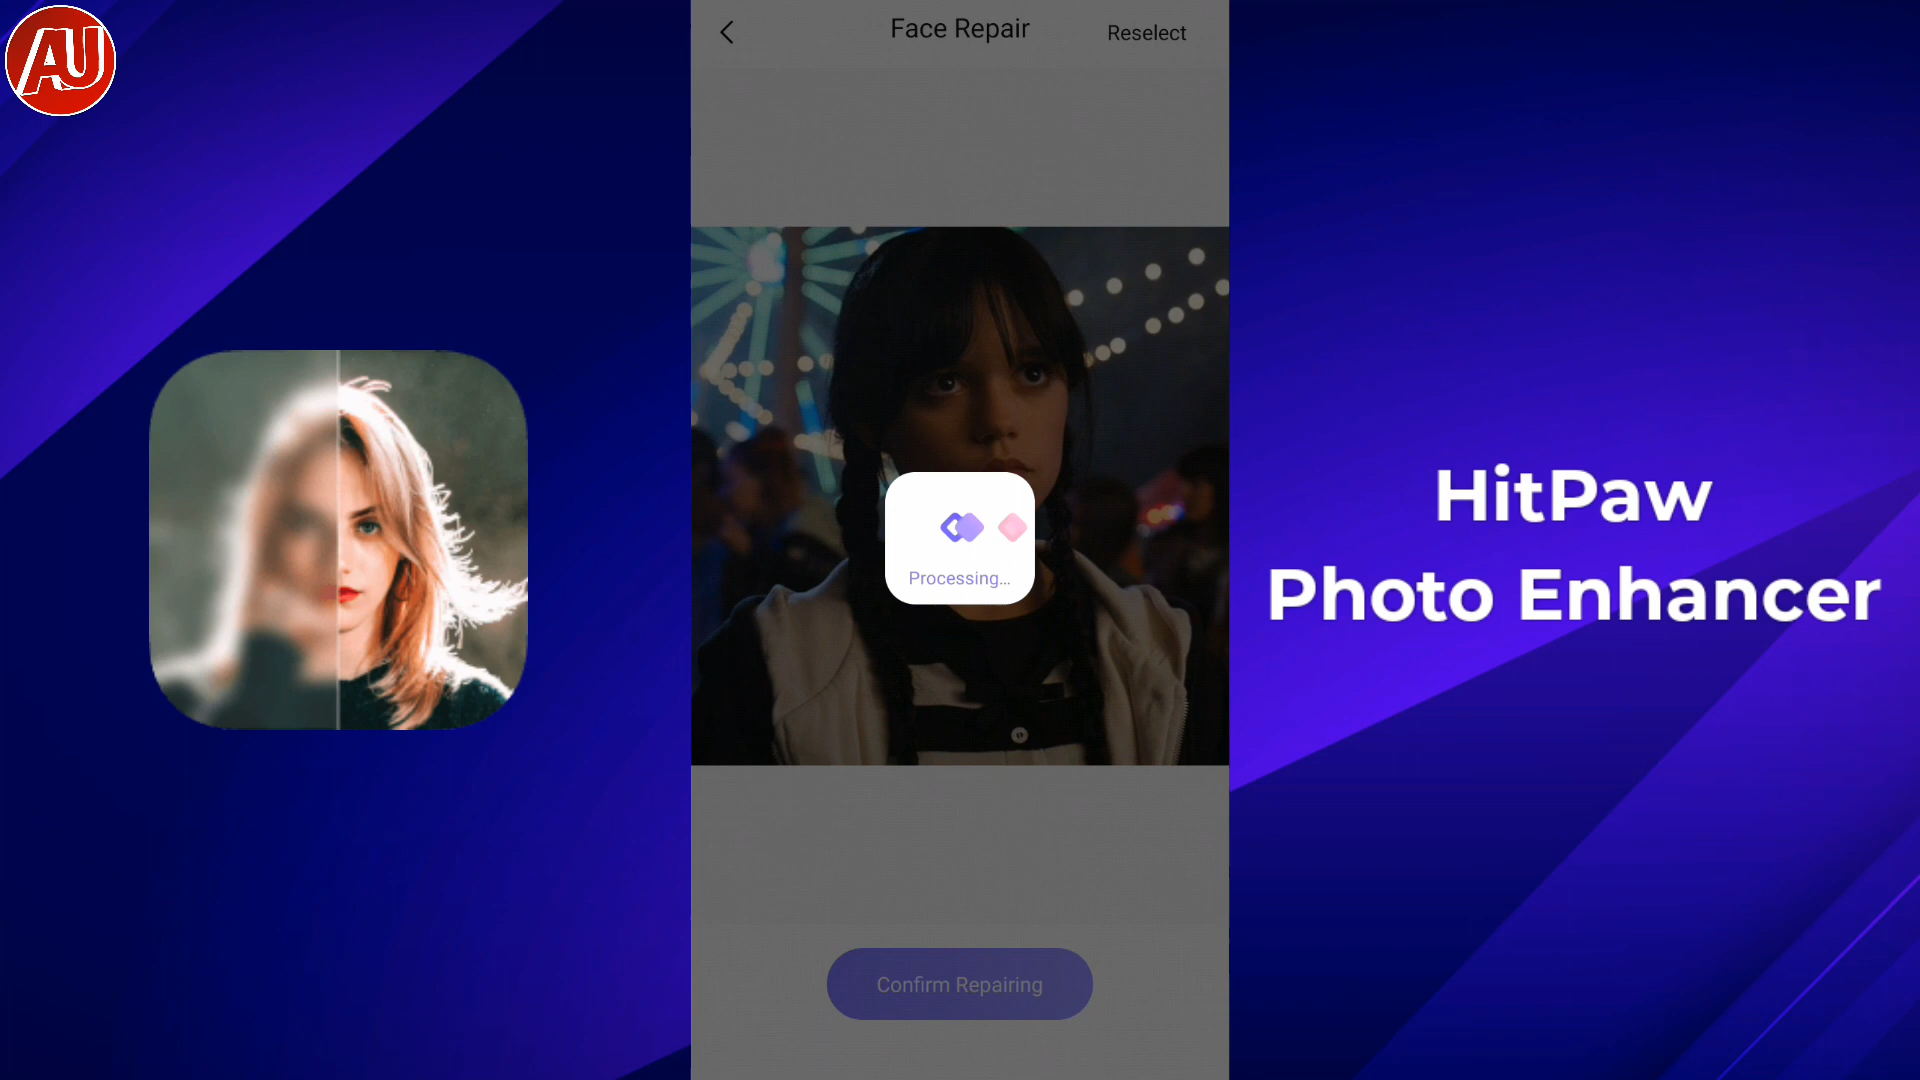 AU
Face Repair
Reselect
Processing...
Confirm Repairing
HitPaw
Photo Enhancer